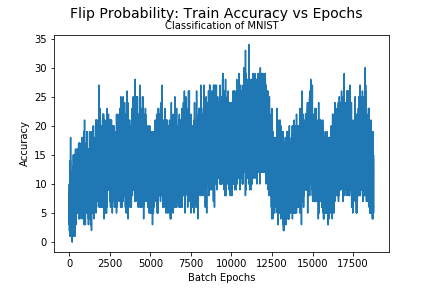 Flip Probability: Train Accuracy vs Epochs
Classification of MNIST
35
30
25
20
15
10
5
0
Accuracy
0 2500 5000 7500 10000 12500 15000 17500
Batch Epochs